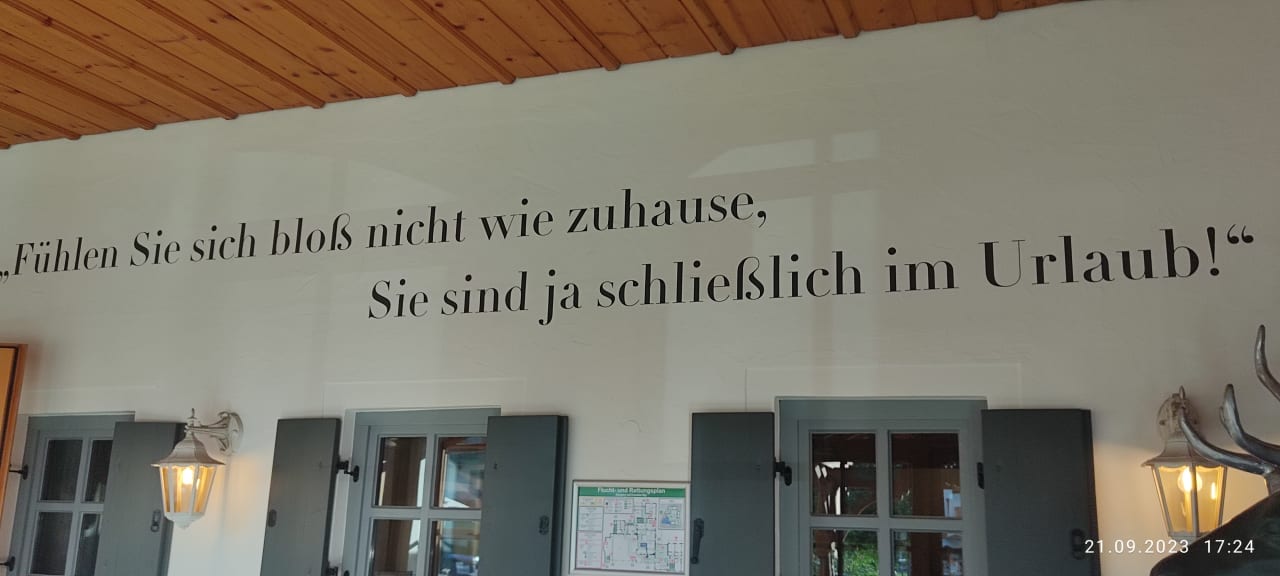 „Fühlen Sie sich bloß nicht wie zuhause,
Sie sind ja schließlich im Urlaub!“
Flucht- und Rettungsplan
21.09.2023 17:24